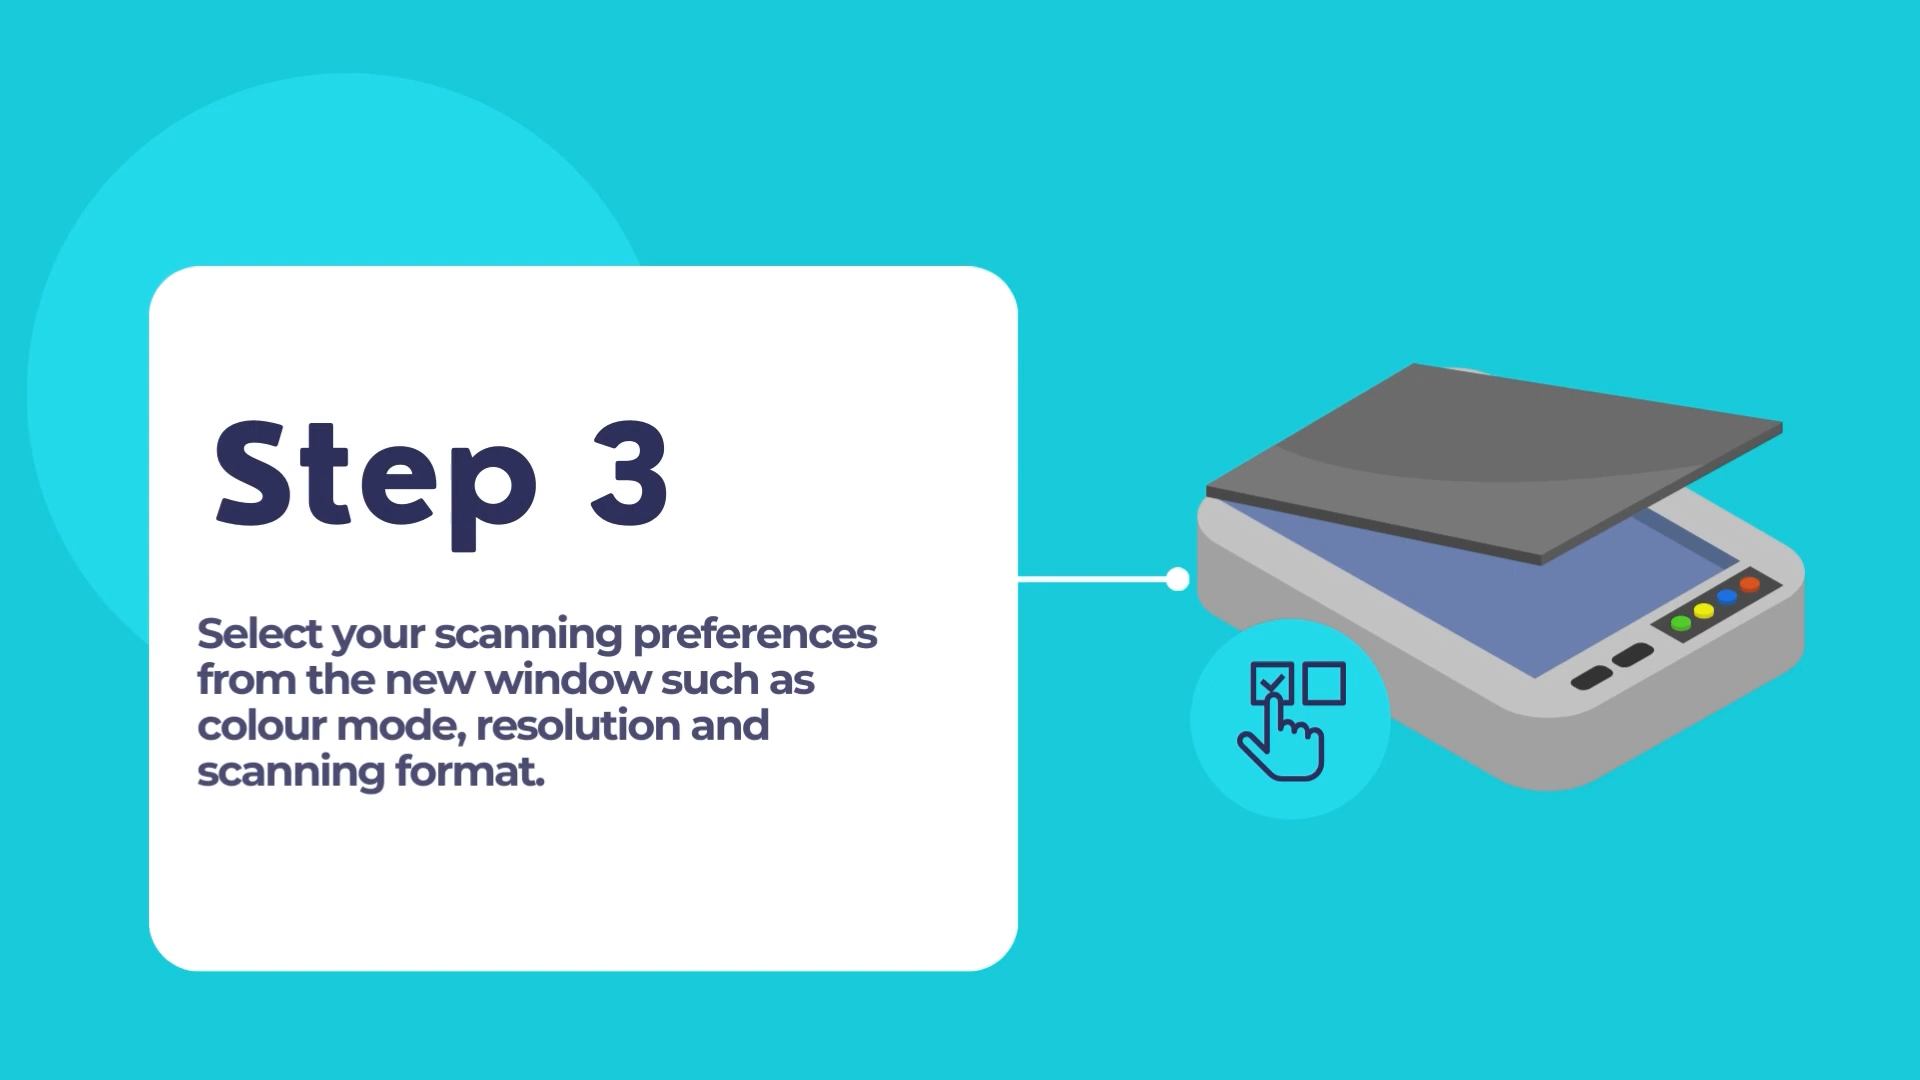 Step 3
Select your scanning preferences
from the new window such as
colour mode, resolution and
scanning format.